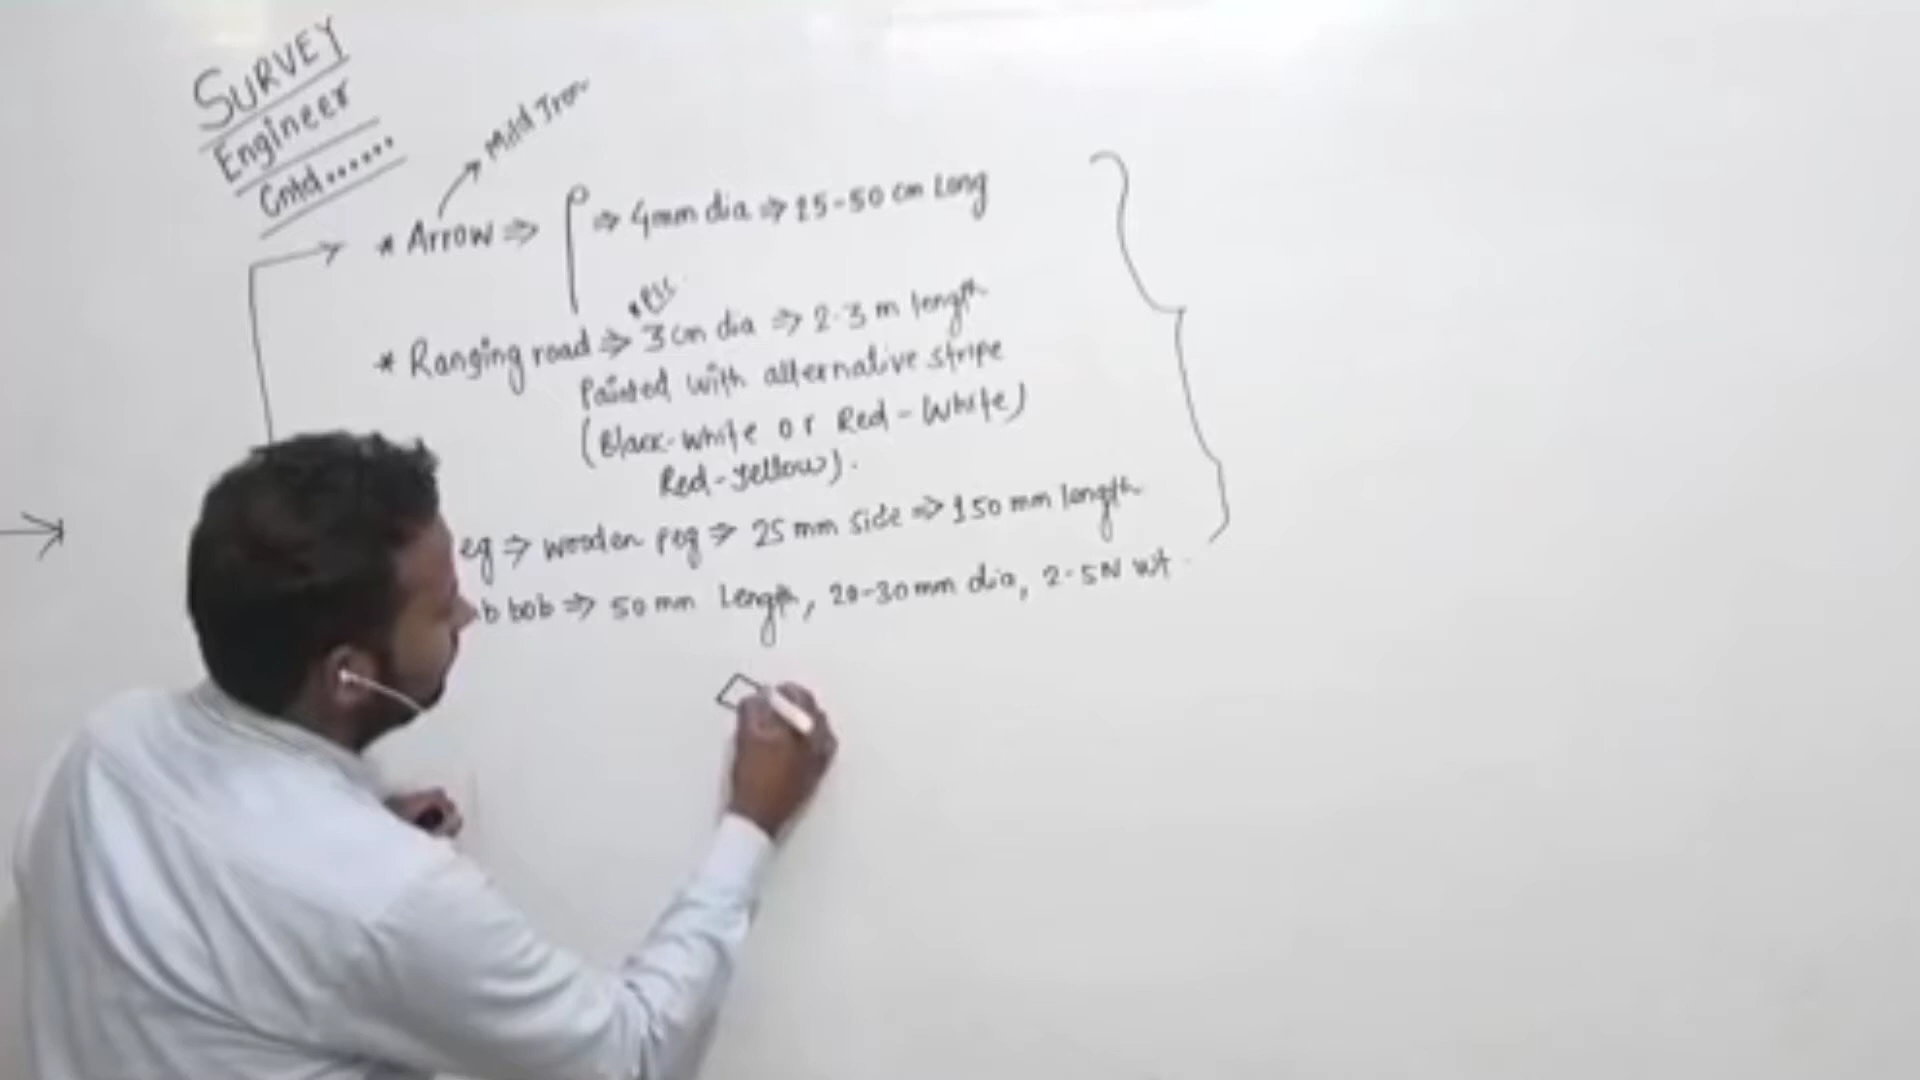 SURVEY
Engineer
Cntd......
Mild Iron
* Arrow ⇒ ⇒ 4mm dia ⇒ 25-50 cm Long
* Ranging road ⇒ 3 cm dia ⇒ 2-3 m length
Painted with alternative stripe
(Black-white or Red-White)
Red-yellow).
eg ⇒ wooden peg ⇒ 25 mm side ⇒ 150 mm length
b bob ⇒ 50 mm Length, 20-30 mm dia, 2-5N wt.